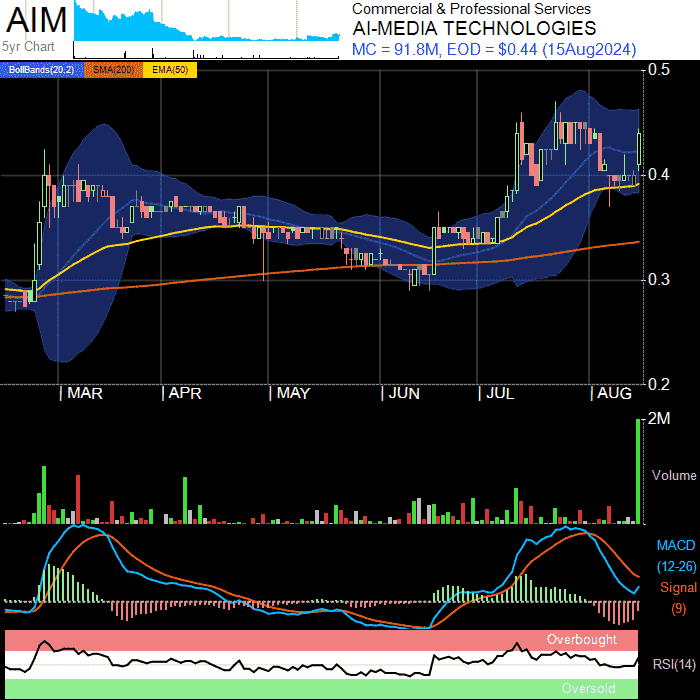 AIM
5yr Chart
Commercial & Professional Services
AI-MEDIA TECHNOLOGIES
MC = 91.8M, EOD = $0.44 (15Aug2024)
BollBands(20,2) SMA(200) EMA(50)
0.5
0.4
0.3
0.2
MAR APR MAY JUN JUL AUG
2M
Volume
MACD
(12-26)
Signal
(9)
Overbought
RSI(14)
Oversold